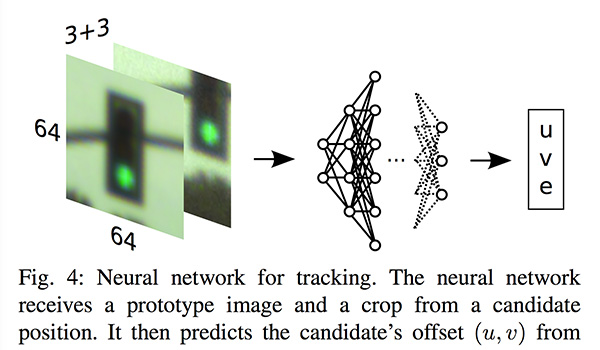 3+3
64
64
u
v
e
Fig. 4: Neural network for tracking. The neural network
receives a prototype image and a crop from a candidate
position. It then predicts the candidate's offset (u, v) from